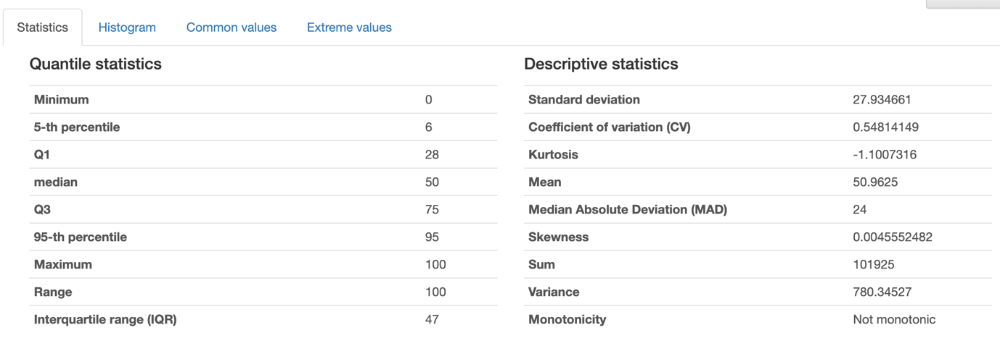 Statistics Histogram Common values Extreme values
Quantile statistics
Minimum 0
5-th percentile 6
Q1 28
median 50
Q3 75
95-th percentile 95
Maximum 100
Range 100
Interquartile range (IQR) 47
Descriptive statistics
Standard deviation 27.934661
Coefficient of variation (CV) 0.54814149
Kurtosis -1.1007316
Mean 50.9625
Median Absolute Deviation (MAD) 24
Skewness 0.0045552482
Sum 101925
Variance 780.34527
Monotonicity Not monotonic